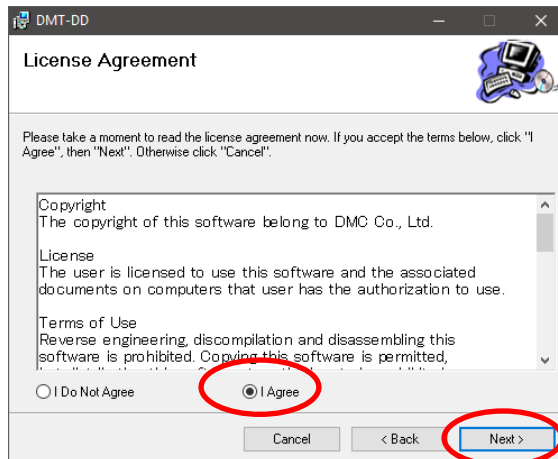 DMT-DD
License Agreement
Please take a moment to read the license agreement now. If you accept the terms below, click "I
Agree", then "Next". Otherwise click "Cancel".
Copyright
The copyright of this software belong to DMC Co., Ltd.
License
The user is licensed to use this software and the associated
documents on computers that user has the authorization to use.
Terms of Use
Reverse engineering, discompilation and disassembling this
software is prohibited. Copying this software is permitted,
I Do Not Agree
I Agree
Cancel
< Back
Next >